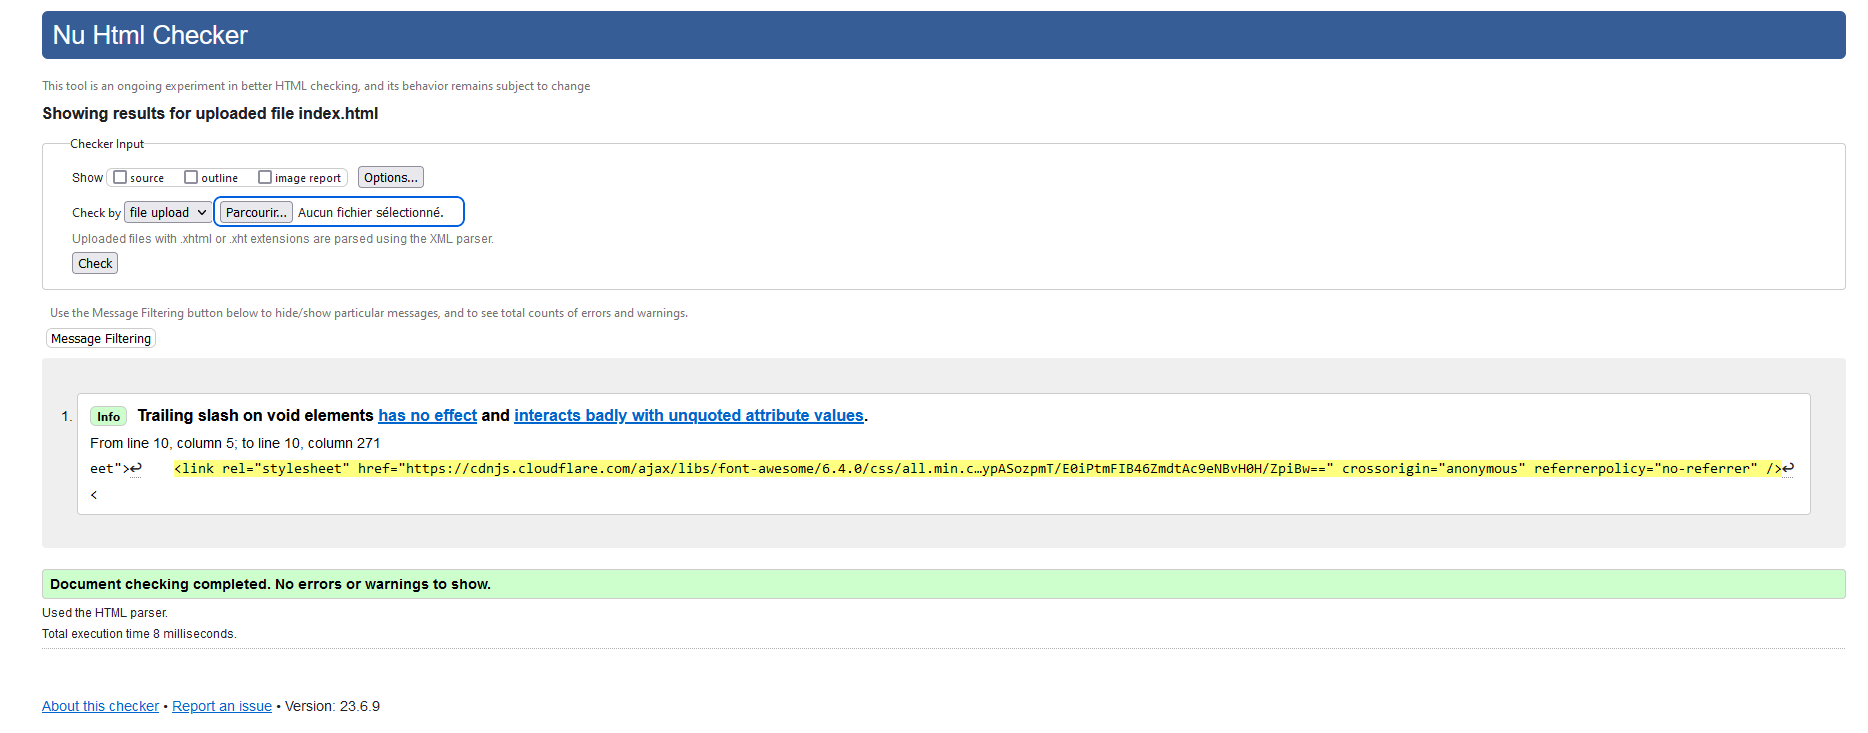 Nu Html Checker
This tool is an ongoing experiment in better HTML checking, and its behavior remains subject to change
Showing results for uploaded file index.html
Checker Input
Show source outline image report Options...
Check by file upload Parcourir... Aucun fichier sélectionné.
Uploaded files with .xhtml or .xht extensions are parsed using the XML parser.
Check
Use the Message Filtering button below to hide/show particular messages, and to see total counts of errors and warnings.
Message Filtering
1. Info Trailing slash on void elements has no effect and interacts badly with unquoted attribute values.
From line 10, column 5; to line 10, column 271
eet">↩ <link rel="stylesheet" href="https://cdnjs.cloudflare.com/ajax/libs/font-awesome/6.4.0/css/all.min.c…ypASozpmT/E0iPtmFIB46ZmdtAc9eNBvH0H/ZpiBw==" crossorigin="anonymous" referrerpolicy="no-referrer" />↩
<
Document checking completed. No errors or warnings to show.
Used the HTML parser.
Total execution time 8 milliseconds.
About this checker • Report an issue • Version: 23.6.9